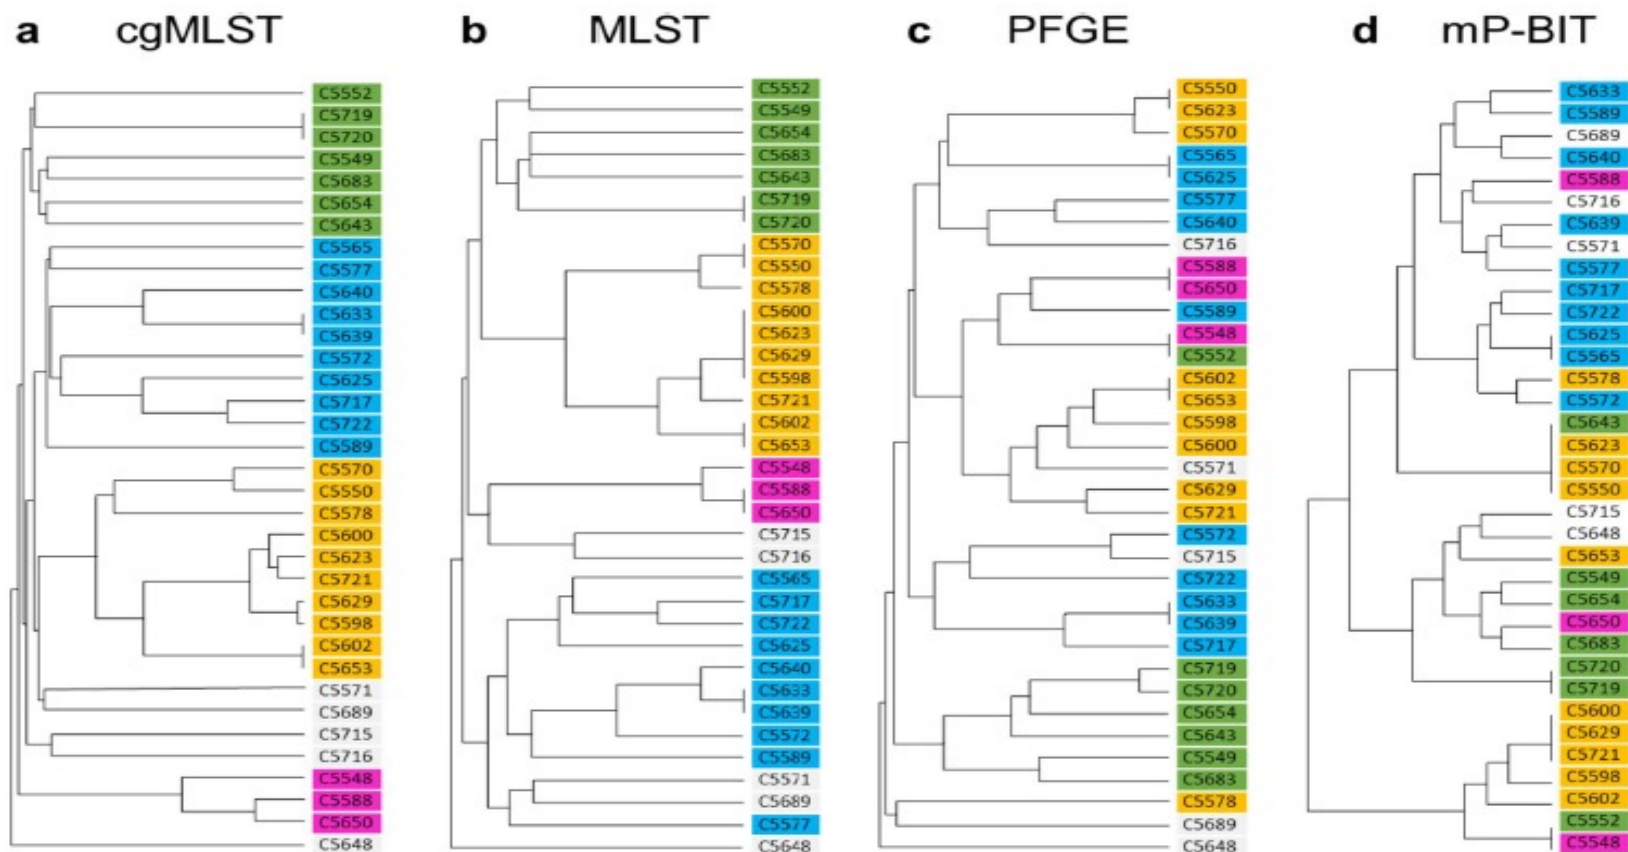 a cgMLST
C5552
C5719
C5720
C5549
C5683
C5654
C5643
C5565
C5577
C5640
C5633
C5639
C5572
C5625
C5717
C5722
C5589
C5570
C5550
C5578
C5600
C5623
C5721
C5629
C5598
C5602
C5653
C5571
C5689
C5715
C5716
C5548
C5588
C5650
C5648
b MLST
C5552
C5549
C5654
C5683
C5643
C5719
C5720
C5570
C5550
C5578
C5600
C5623
C5629
C5598
C5721
C5602
C5653
C5548
C5588
C5650
C5715
C5716
C5565
C5717
C5722
C5625
C5640
C5633
C5639
C5572
C5589
C5571
C5689
C5577
C5648
c PFGE
C5550
C5623
C5570
C5565
C5625
C5577
C5640
C5716
C5588
C5650
C5589
C5548
C5552
C5602
C5653
C5598
C5600
C5571
C5629
C5721
C5572
C5715
C5722
C5633
C5639
C5717
C5719
C5720
C5654
C5643
C5549
C5683
C5578
C5689
C5648
d mP-BIT
C5633
C5589
C5689
C5640
C5588
C5716
C5639
C5571
C5577
C5717
C5722
C5625
C5565
C5578
C5572
C5643
C5623
C5570
C5550
C5715
C5648
C5653
C5549
C5654
C5650
C5683
C5720
C5719
C5600
C5629
C5721
C5598
C5602
C5552
C5548